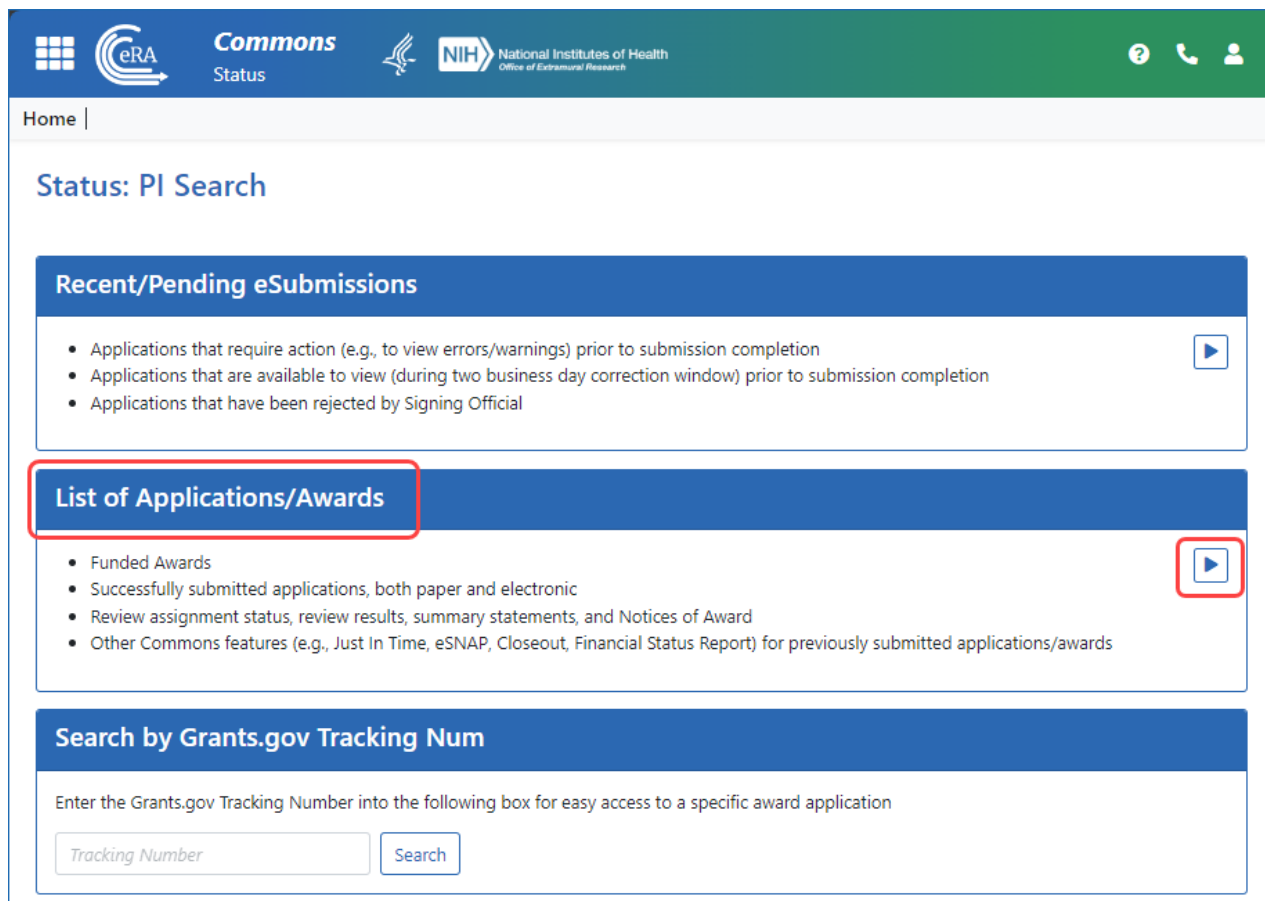 eRA
Commons
Status
NIH
National Institutes of Health
Office of Extramural Research
Home
Status: PI Search
Recent/Pending eSubmissions
Applications that require action (e.g., to view errors/warnings) prior to submission completion
Applications that are available to view (during two business day correction window) prior to submission completion
Applications that have been rejected by Signing Official
List of Applications/Awards
Funded Awards
Successfully submitted applications, both paper and electronic
Review assignment status, review results, summary statements, and Notices of Award
Other Commons features (e.g., Just In Time, eSNAP, Closeout, Financial Status Report) for previously submitted applications/awards
Search by Grants.gov Tracking Num
Enter the Grants.gov Tracking Number into the following box for easy access to a specific award application
Tracking Number Search